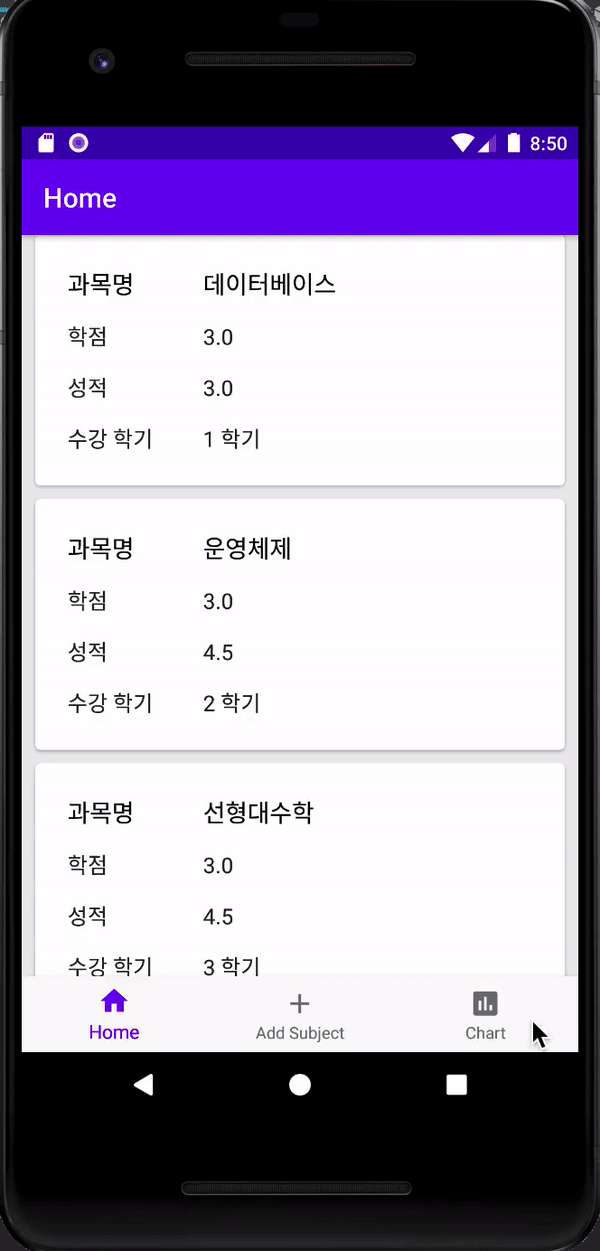 8:50
Home
과목명 데이터베이스
학점 3.0
성적 3.0
수강 학기 1 학기
과목명 운영체제
학점 3.0
성적 4.5
수강 학기 2 학기
과목명 선형대수학
학점 3.0
성적 4.5
수강 학기 3 학기
Home Add Subject Chart